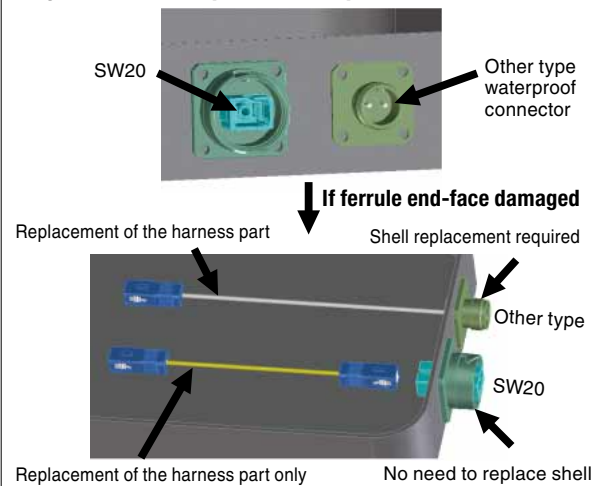 SW20
Other type
waterproof
connector
If ferrule end-face damaged
Replacement of the harness part
Shell replacement required
Other type
SW20
Replacement of the harness part only
No need to replace shell